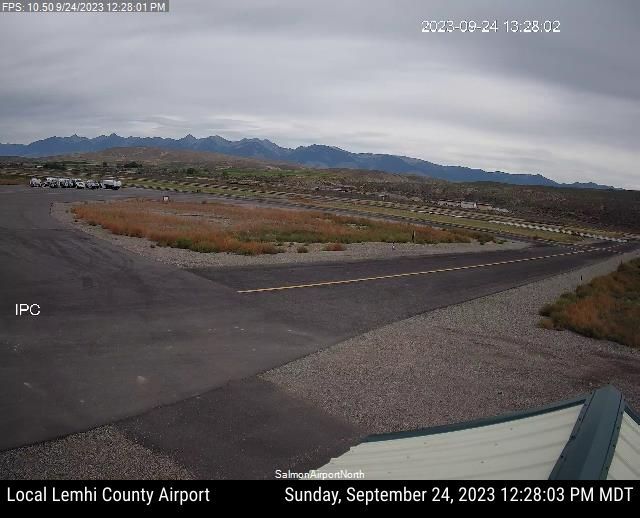 FPS: 10.50 9/24/2023 12:28:01 PM
2023-09-24 13:28:02
IPC
SalmonAirportNorth
Local Lemhi County Airport Sunday, September 24, 2023 12:28:03 PM MDT